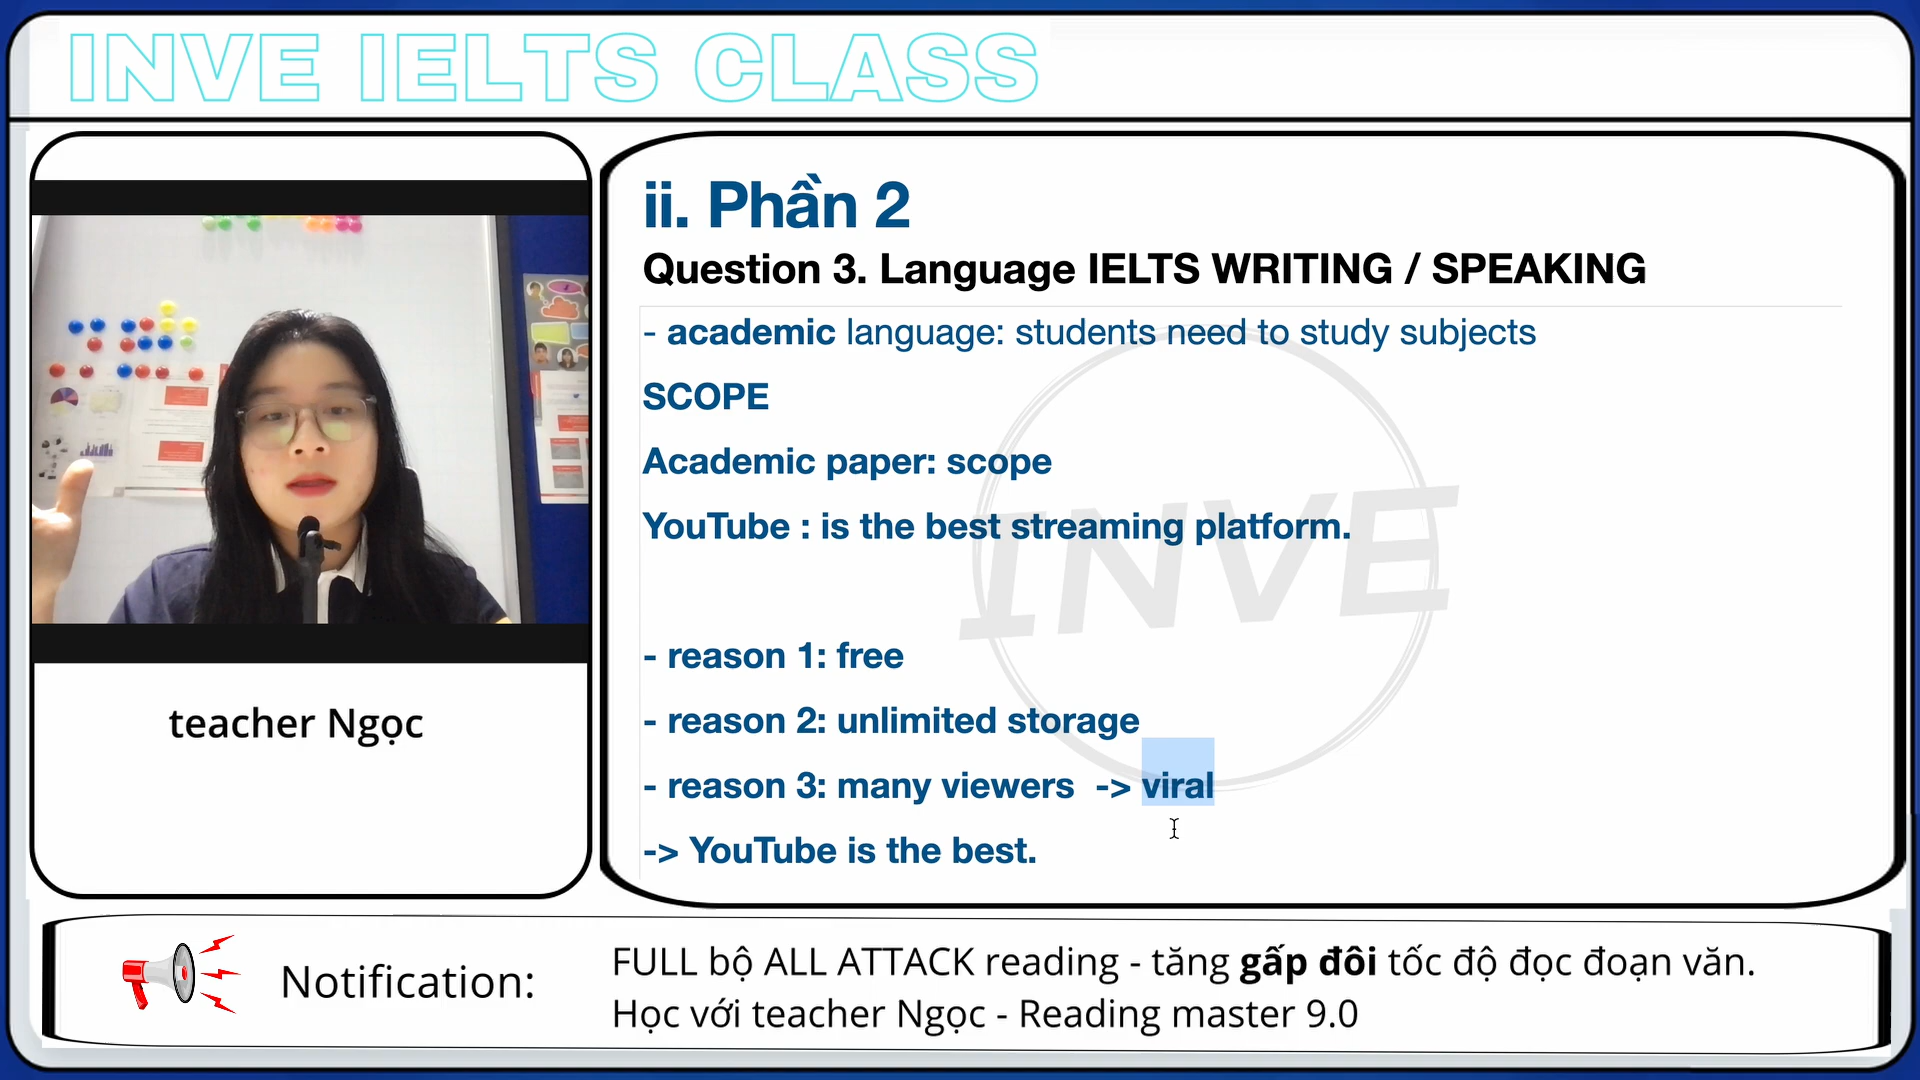 INVE IELTS CLASS
teacher Ngọc
ii. Phần 2
Question 3. Language IELTS WRITING / SPEAKING
- academic language: students need to study subjects
SCOPE
Academic paper: scope
YouTube : is the best streaming platform.
INVE
- reason 1: free
- reason 2: unlimited storage
- reason 3: many viewers -> viral
-> YouTube is the best.
Notification:
FULL bộ ALL ATTACK reading - tăng gấp đôi tốc độ đọc đoạn văn.
Học với teacher Ngọc - Reading master 9.0